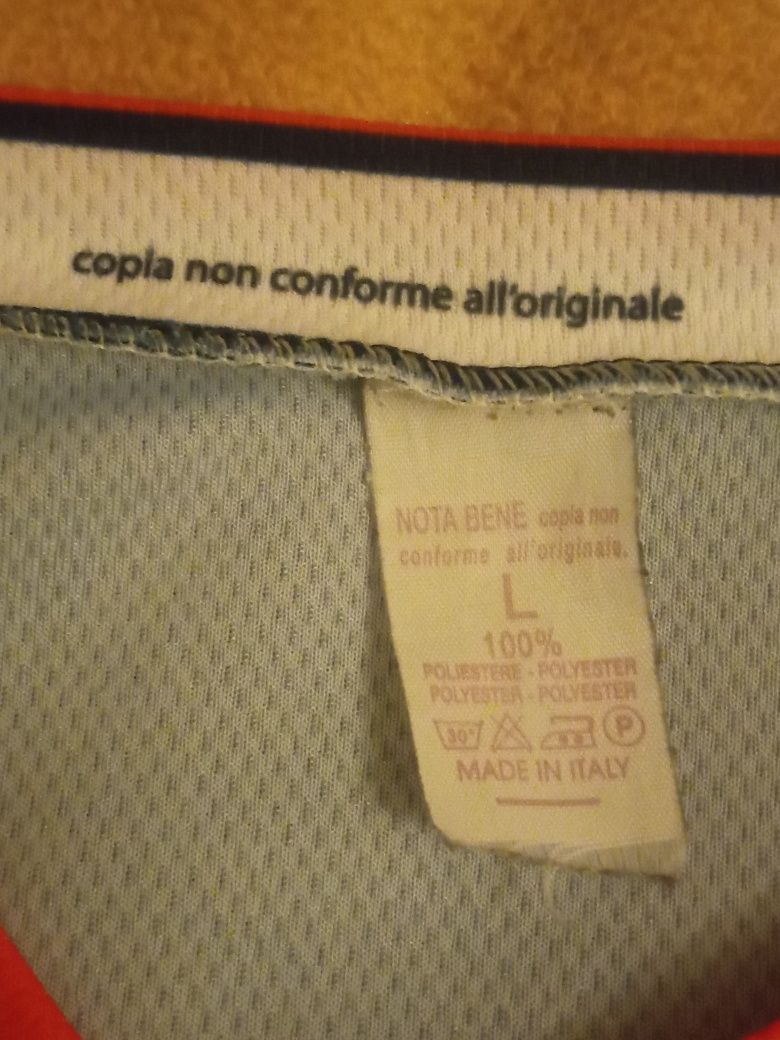 copia non conforme all'originale
NOTA BENE copia non
conforme all'originale.
L
100%
POLIESTERE - POLYESTER
POLYESTER - POLYESTER
30° P
MADE IN ITALY